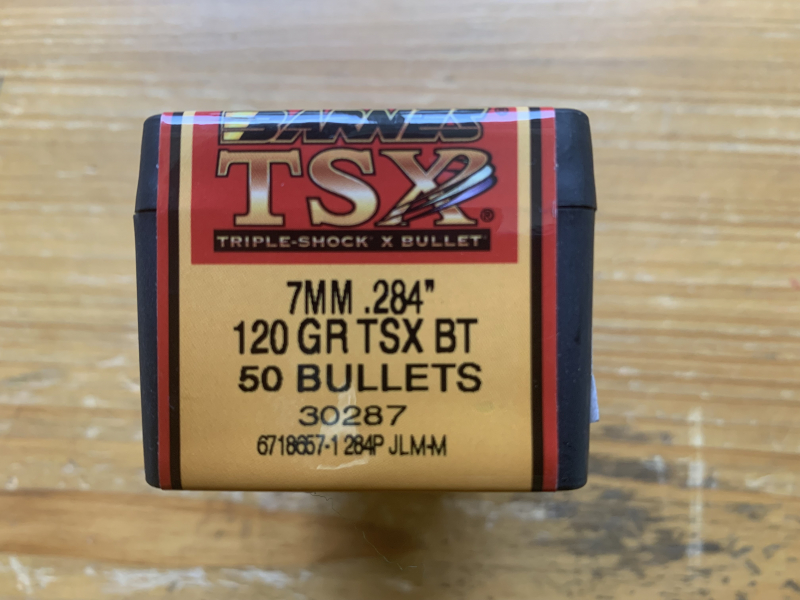 BARNES®
TSX®
TRIPLE-SHOCK® X BULLET®
7MM .284"
120 GR TSX BT
50 BULLETS
30287
6718657-1 284P JLM-M